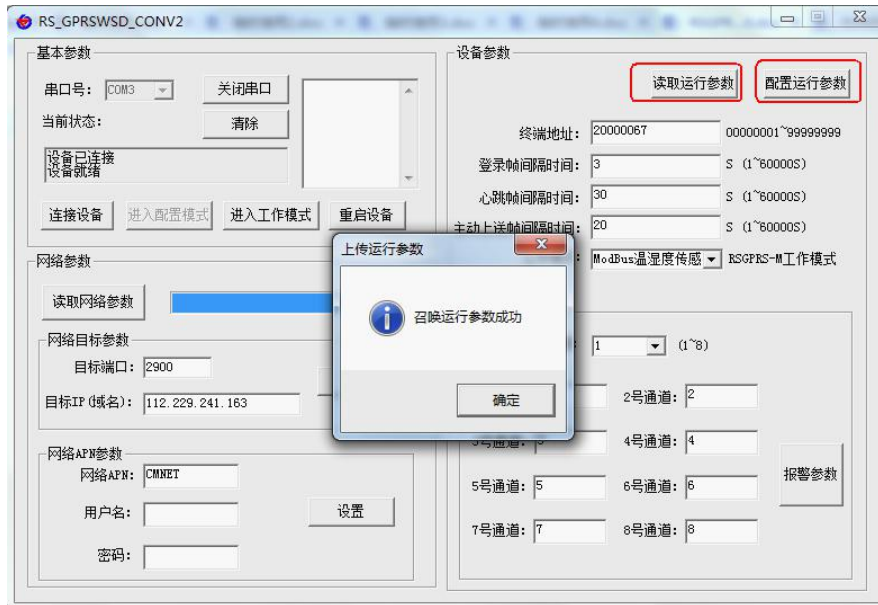 RS_GPRSWSD_CONV2
基本参数
串口号: COM3
关闭串口
当前状态:
清除
设备已连接
设备就绪
连接设备
进入配置模式
进入工作模式
重启设备
网络参数
读取网络参数
网络目标参数
目标端口: 2900
目标IP(域名): 112.229.241.163
网络APN参数
网络APN: CMNET
用户名:
设置
密码:
设备参数
读取运行参数
配置运行参数
终端地址: 20000067 00000001~99999999
登录帧间隔时间: 3 S (1~60000S)
心跳帧间隔时间: 30 S (1~60000S)
主动上送帧间隔时间: 20 S (1~60000S)
ModBus温湿度传感 RSGPRS-M工作模式
1 (1~8)
2号通道: 2
4号通道: 4
5号通道: 5
6号通道: 6
7号通道: 7
8号通道: 8
报警参数
上传运行参数
召唤运行参数成功
确定